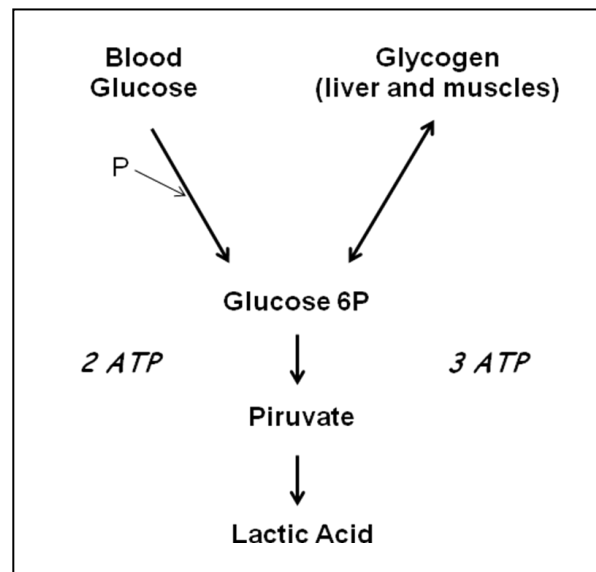 Blood
Glucose
Glycogen
(liver and muscles)
P
Glucose 6P
2 ATP
3 ATP
Piruvate
Lactic Acid